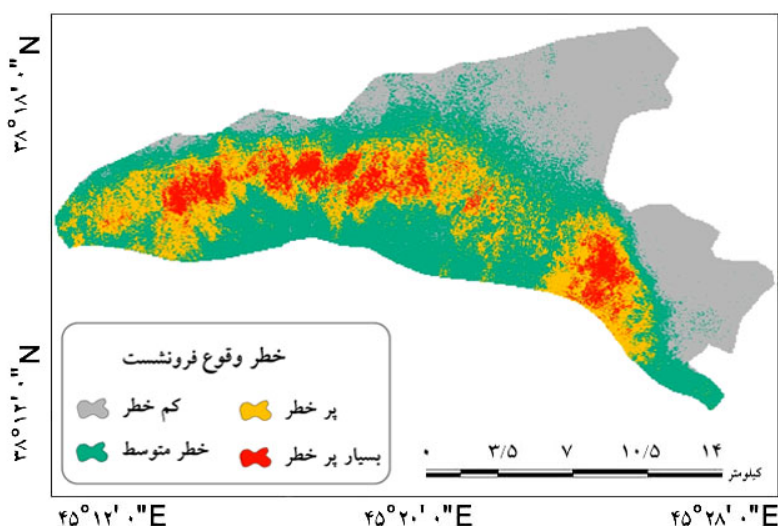 ۳۸°۱۸'۰"N
۳۸°۱۲'۰"N
خطر وقوع فرونشست
کم خطر
پر خطر
خطر متوسط
بسیار پر خطر
۰ ۳/۵ ۷ ۱۰/۵ ۱۴
کیلومتر
۴۵°۱۲'۰"E ۴۵°۲۰'۰"E ۴۵°۲۸'۰"E